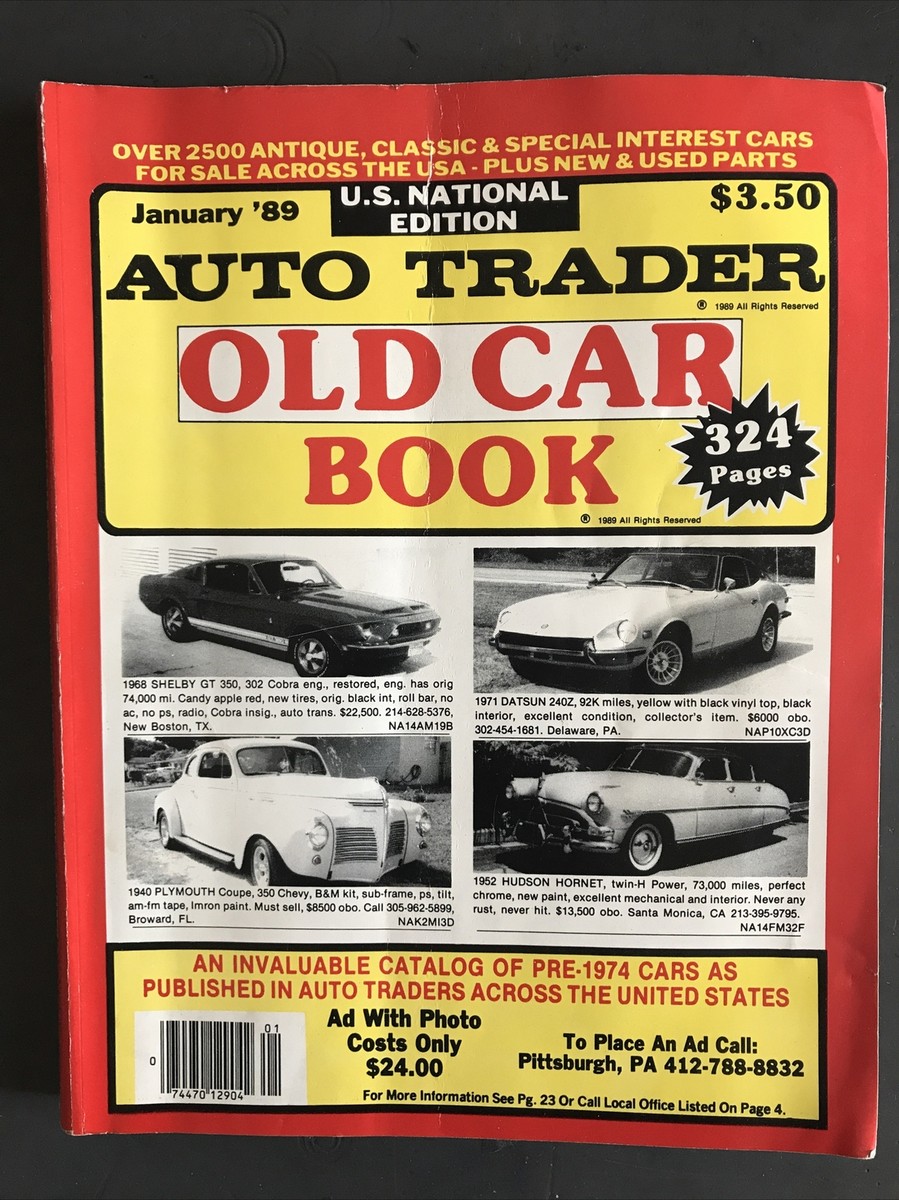 OVER 2500 ANTIQUE, CLASSIC & SPECIAL INTEREST CARS
FOR SALE ACROSS THE USA - PLUS NEW & USED PARTS
January '89
U.S. NATIONAL
EDITION
$3.50
AUTO TRADER
® 1989 All Rights Reserved
OLD CAR
BOOK
324
Pages
® 1989 All Rights Reserved
1968 SHELBY GT 350, 302 Cobra eng., restored, eng. has orig
74,000 mi. Candy apple red, new tires, orig. black int, roll bar, no
ac, no ps, radio, Cobra insig., auto trans. $22,500. 214-628-5376,
New Boston, TX. NA14AM19B
1971 DATSUN 240Z, 92K miles, yellow with black vinyl top, black
interior, excellent condition, collector's item. $6000 obo.
302-454-1681. Delaware, PA. NAP10XC3D
1940 PLYMOUTH Coupe, 350 Chevy, B&M kit, sub-frame, ps, tilt,
am-fm tape, Imron paint. Must sell, $8500 obo. Call 305-962-5899,
Broward, FL. NAK2MI3D
1952 HUDSON HORNET, twin-H Power, 73,000 miles, perfect
chrome, new paint, excellent mechanical and interior. Never any
rust, never hit. $13,500 obo. Santa Monica, CA 213-395-9795.
NA14FM32F
AN INVALUABLE CATALOG OF PRE-1974 CARS AS
PUBLISHED IN AUTO TRADERS ACROSS THE UNITED STATES
0 74470 12904 01
Ad With Photo
Costs Only
$24.00
To Place An Ad Call:
Pittsburgh, PA 412-788-8832
For More Information See Pg. 23 Or Call Local Office Listed On Page 4.